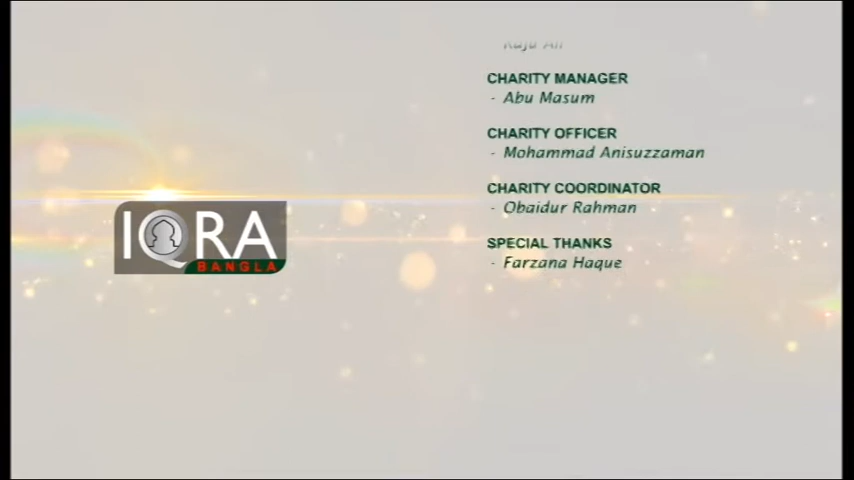 IQRA
BANGLA
CHARITY MANAGER
- Abu Masum
CHARITY OFFICER
- Mohammad Anisuzzaman
CHARITY COORDINATOR
- Obaidur Rahman
SPECIAL THANKS
- Farzana Haque